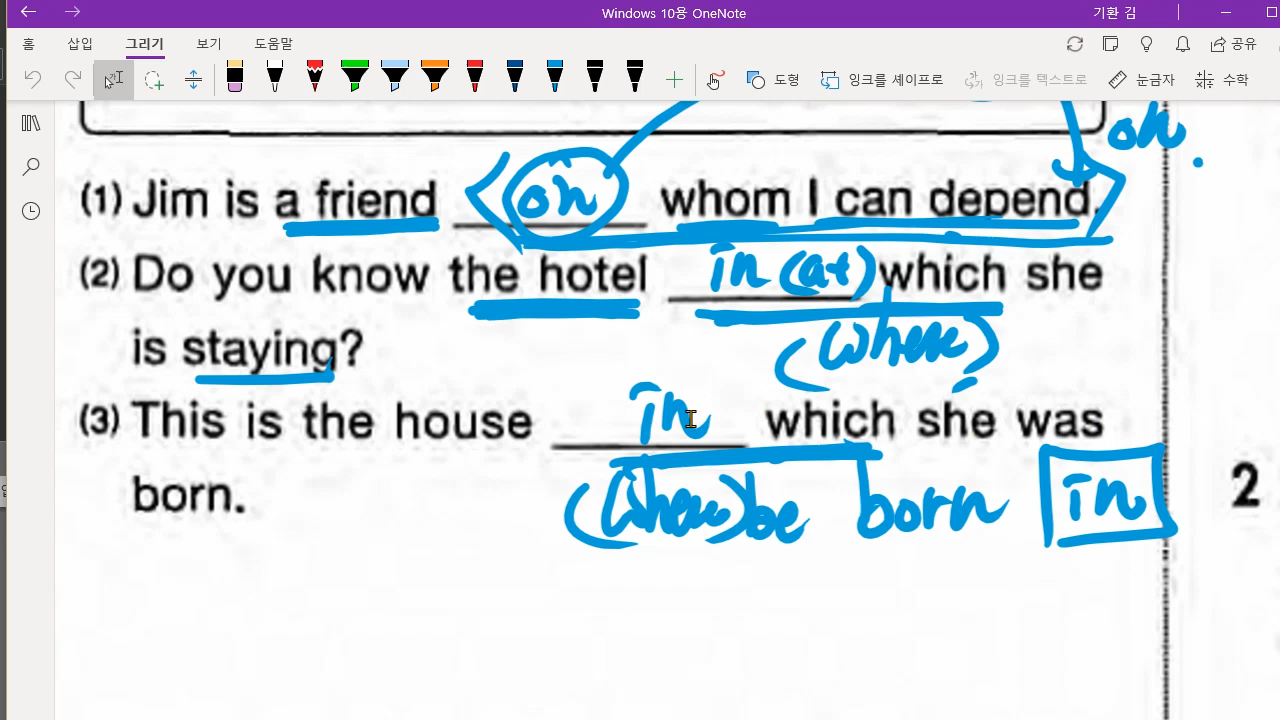 Windows 10용 OneNote
기환 김
홈 삽입 그리기 보기 도움말
공유
도형 잉크를 셰이프로 잉크를 텍스트로 눈금자 수학
on.
(1) Jim is a friend on whom I can depend.
(2) Do you know the hotel in (at) which she
is staying?
(where)
(3) This is the house in which she was
born.
(where) be born in
2